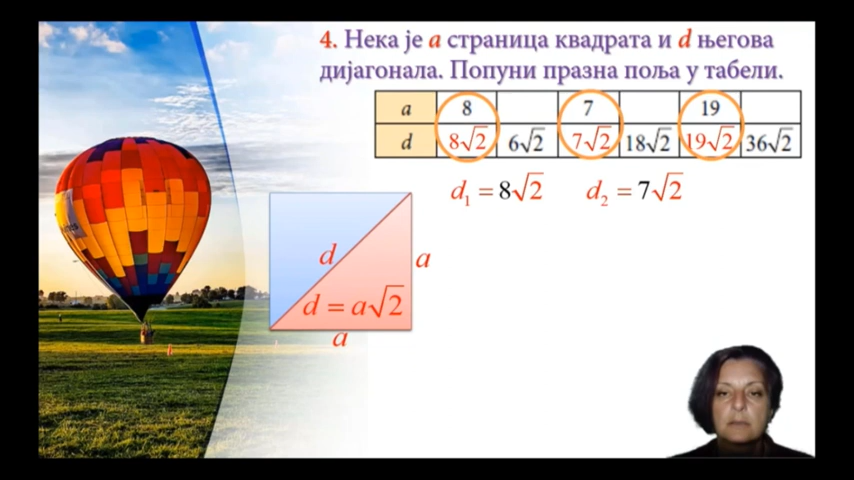 4. Нека је a страница квадрата и d његова
дијагонала. Попуни празна поља у табели.
a 8 7 19
d 8√2 6√2 7√2 18√2 19√2 36√2
d₁ = 8√2 d₂ = 7√2
d
a
d = a√2
a